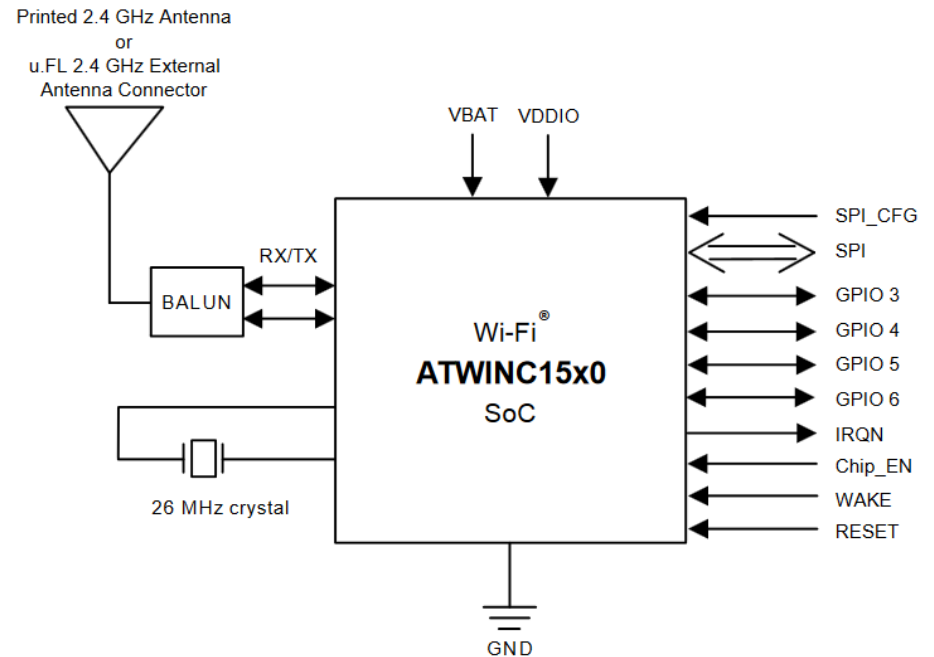 Printed 2.4 GHz Antenna
or
u.FL 2.4 GHz External
Antenna Connector
VBAT VDDIO
RX/TX
BALUN
Wi-Fi®
ATWINC15x0
SoC
26 MHz crystal
SPI_CFG
SPI
GPIO 3
GPIO 4
GPIO 5
GPIO 6
IRQN
Chip_EN
WAKE
RESET
GND